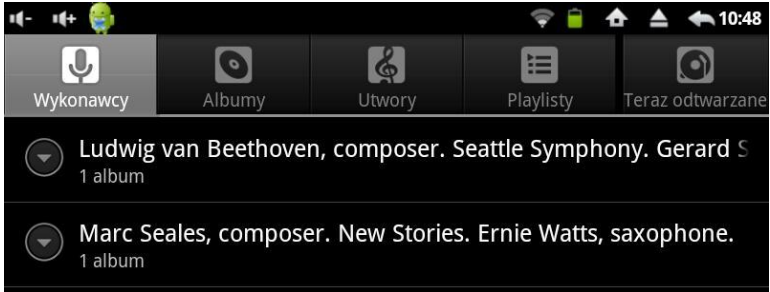 10:48
Wykonawcy
Albumy
Utwory
Playlisty
Teraz odtwarzane
Ludwig van Beethoven, composer. Seattle Symphony. Gerard S
1 album
Marc Seales, composer. New Stories. Ernie Watts, saxophone.
1 album